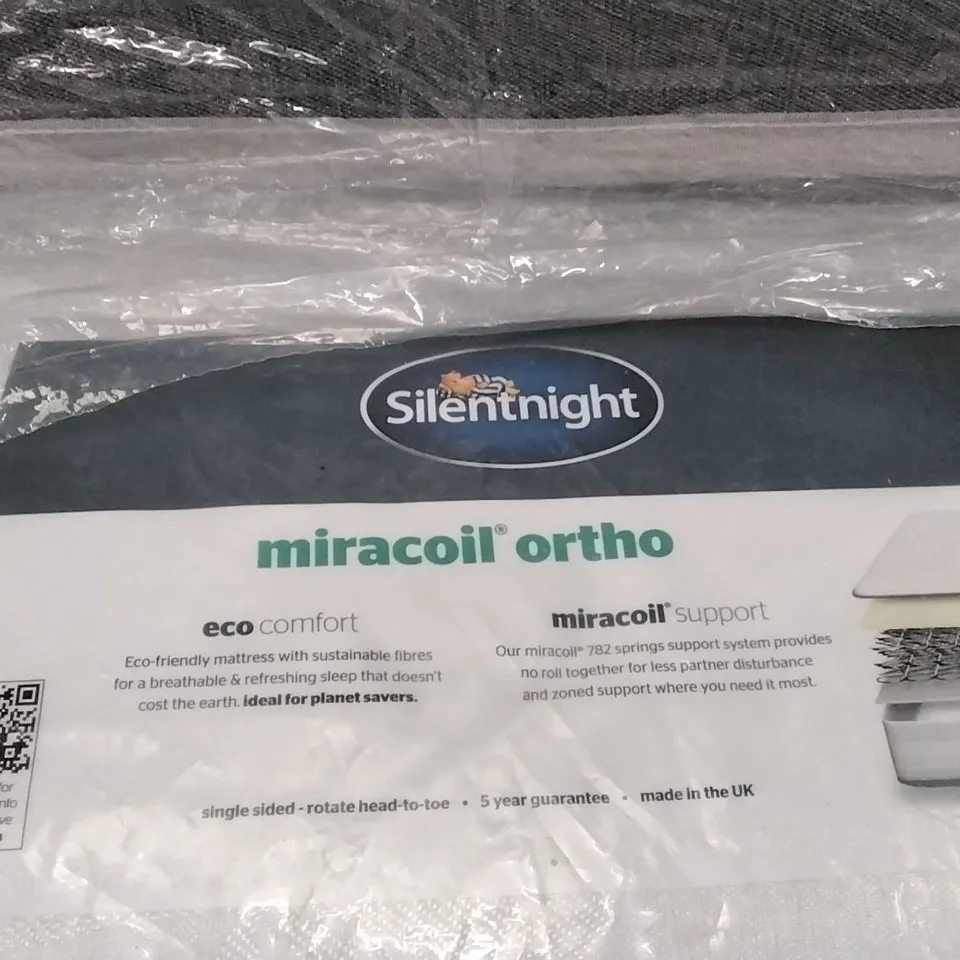 Silentnight
miracoil® ortho
eco comfort
Eco-friendly mattress with sustainable fibres
for a breathable & refreshing sleep that doesn't
cost the earth. ideal for planet savers.
miracoil® support
Our miracoil® 782 springs support system provides
no roll together for less partner disturbance
and zoned support where you need it most.
single sided - rotate head-to-toe • 5 year guarantee • made in the UK